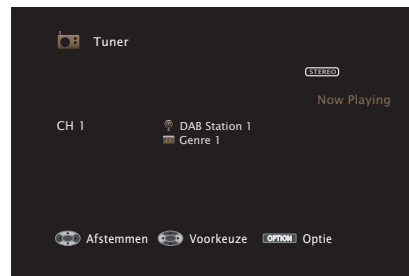 Tuner
STEREO
Now Playing
CH 1
DAB Station 1
Genre 1
Afstemmen Voorkeuze OPTION Optie